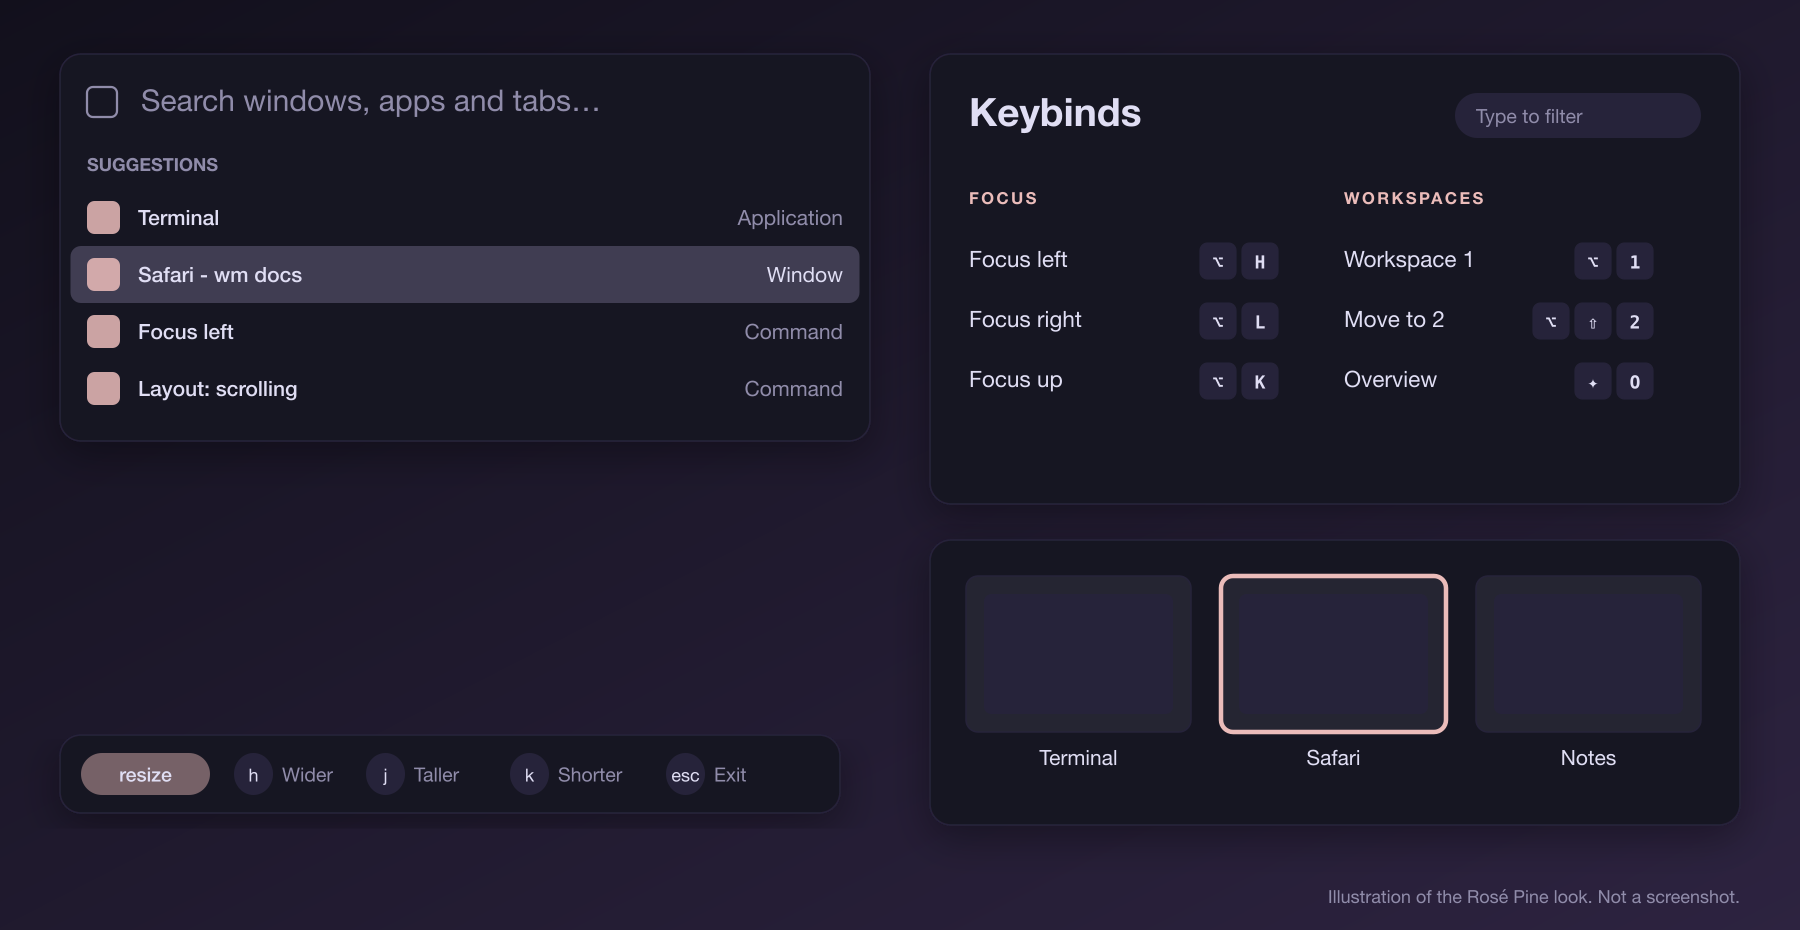 Search windows, apps and tabs…
SUGGESTIONS
Terminal Application
Safari - wm docs Window
Focus left Command
Layout: scrolling Command
Keybinds
Type to filter
FOCUS
Focus left ⌥ H
Focus right ⌥ L
Focus up ⌥ K
WORKSPACES
Workspace 1 ⌥ 1
Move to 2 ⌥ ⇧ 2
Overview ✦ O
Terminal
Safari
Notes
resize h Wider j Taller k Shorter esc Exit
Illustration of the Rosé Pine look. Not a screenshot.